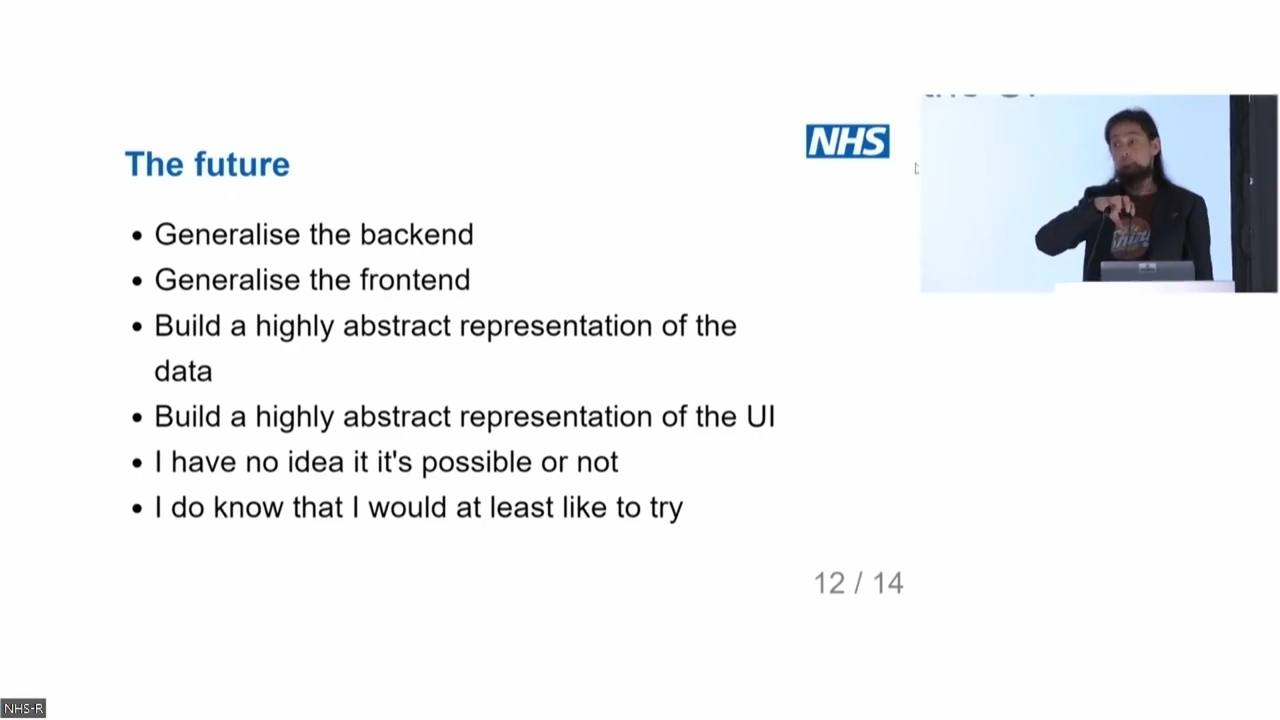 The future
NHS
• Generalise the backend
• Generalise the frontend
• Build a highly abstract representation of the
data
• Build a highly abstract representation of the UI
• I have no idea it it's possible or not
• I do know that I would at least like to try
12 / 14
Shiny
NHS-R